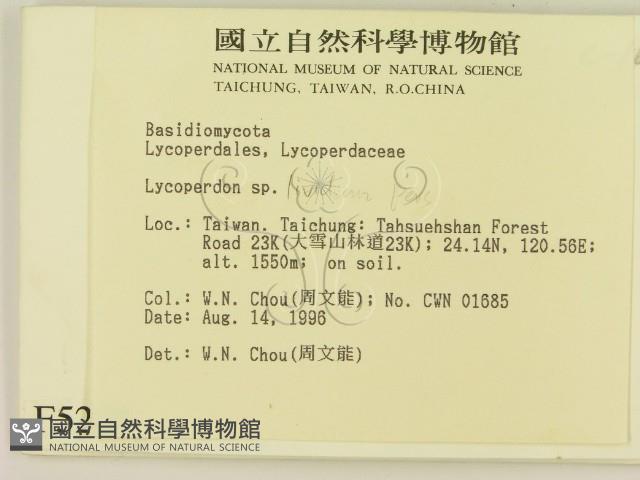 國立自然科學博物館
NATIONAL MUSEUM OF NATURAL SCIENCE
TAICHUNG, TAIWAN, R.O.CHINA
Basidiomycota
Lycoperdales, Lycoperdaceae
Lycoperdon sp.
Loc.: Taiwan. Taichung: Tahsuehshan Forest
Road 23K(大雪山林道23K); 24.14N, 120.56E;
alt. 1550m; on soil.
Col.: W.N. Chou(周文能); No. CWN 01685
Date: Aug. 14, 1996
Det.: W.N. Chou(周文能)
F52
國立自然科學博物館
NATIONAL MUSEUM OF NATURAL SCIENCE